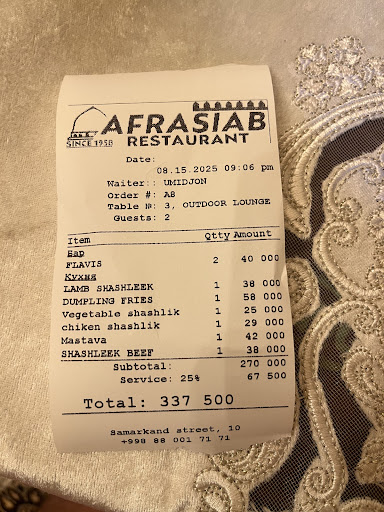 AFRASIAB
SINCE 1958 RESTAURANT
Date:
08.15.2025 09:06 pm
Waiter:: UMIDJON
Order #: A8
Table №: 3, OUTDOOR LOUNGE
Guests: 2
Item Qtty Amount
Бар
FLAVIS 2 40 000
Кухня
LAMB SHASHLEEK 1 38 000
DUMPLING FRIES 1 58 000
Vegetable shashlik 1 25 000
chiken shashlik 1 29 000
Mastava 1 42 000
SHASHLEEK BEEF 1 38 000
Subtotal: 270 000
Service: 25% 67 500
Total: 337 500
Samarkand street, 10
+998 88 001 71 71